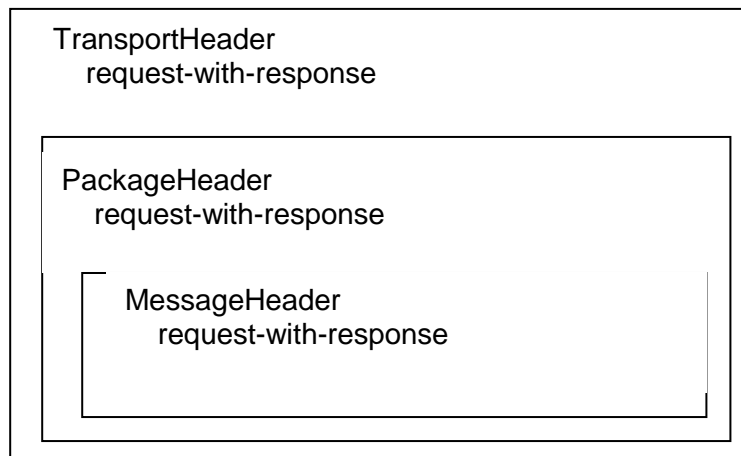 TransportHeader
request-with-response
PackageHeader
request-with-response
MessageHeader
request-with-response